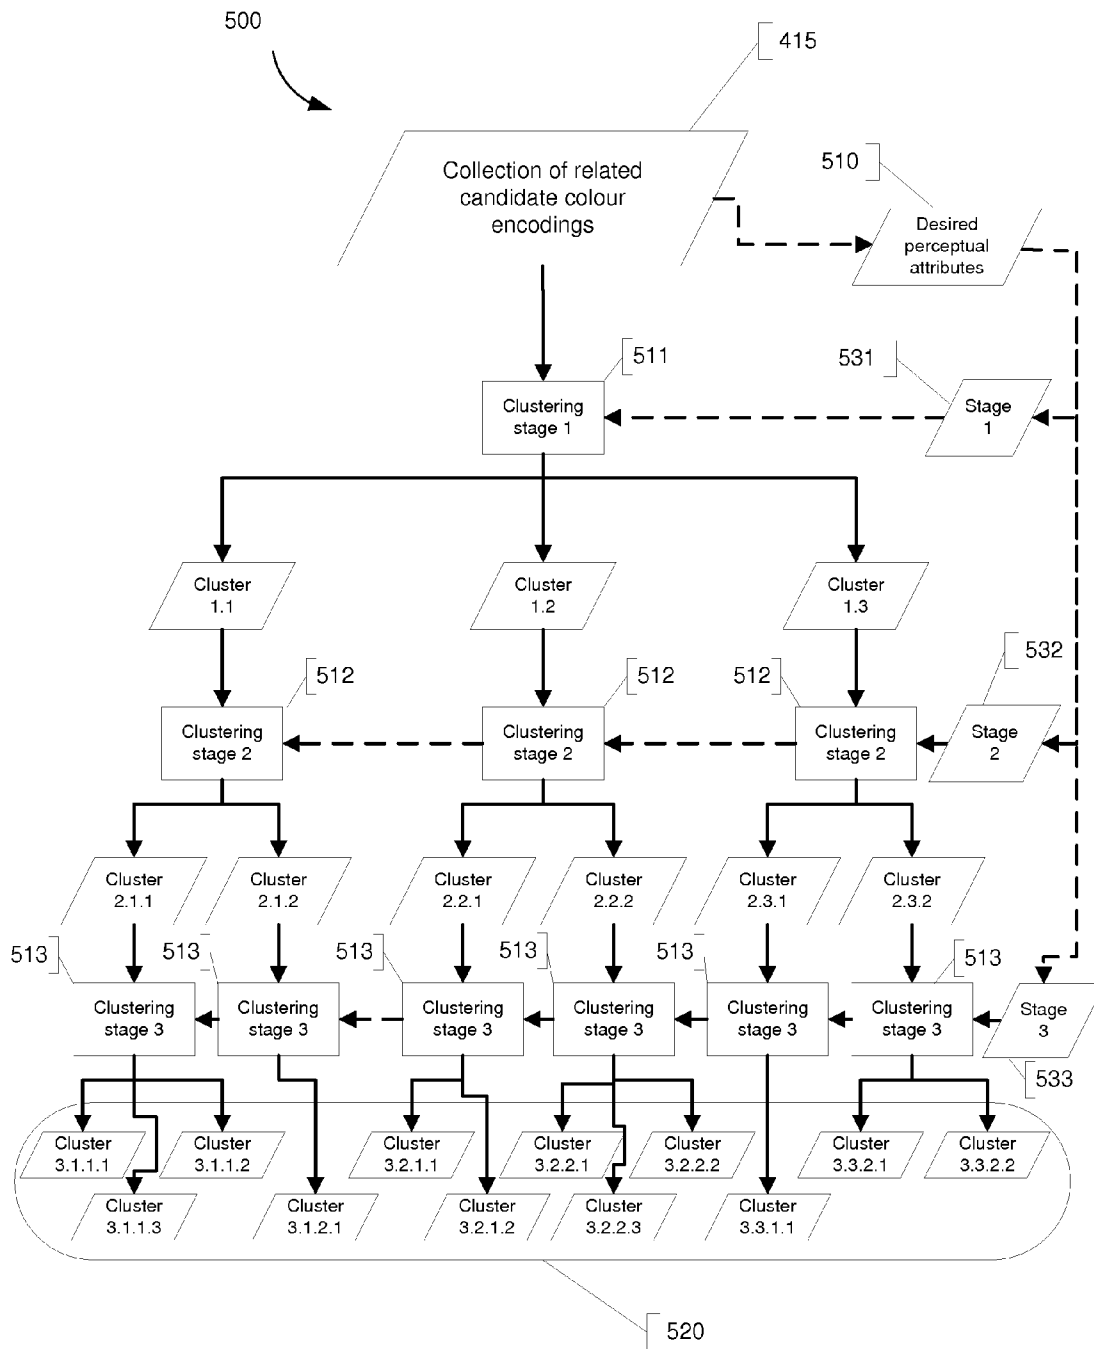 500
415
Collection of related
candidate colour
encodings
510
Desired
perceptual
attributes
511
531
Clustering
stage 1
Stage
1
Cluster
1.1
Cluster
1.2
Cluster
1.3
512
512
512
532
Clustering
stage 2
Clustering
stage 2
Clustering
stage 2
Stage
2
Cluster
2.1.1
Cluster
2.1.2
Cluster
2.2.1
Cluster
2.2.2
Cluster
2.3.1
Cluster
2.3.2
513
513
513
513
513
513
Clustering
stage 3
Clustering
stage 3
Clustering
stage 3
Clustering
stage 3
Clustering
stage 3
Clustering
stage 3
Stage
3
533
Cluster
3.1.1.1
Cluster
3.1.1.2
Cluster
3.2.1.1
Cluster
3.2.2.1
Cluster
3.2.2.2
Cluster
3.3.2.1
Cluster
3.3.2.2
Cluster
3.1.1.3
Cluster
3.1.2.1
Cluster
3.2.1.2
Cluster
3.2.2.3
Cluster
3.3.1.1
520